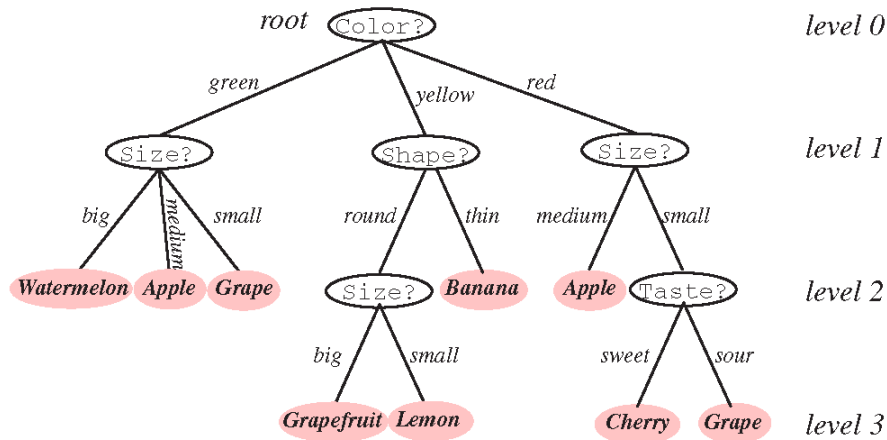 root Color? level 0
green yellow red
Size? Shape? Size? level 1
big medium small round thin medium small
Watermelon Apple Grape Size? Banana Apple Taste? level 2
big small sweet sour
Grapefruit Lemon Cherry Grape level 3